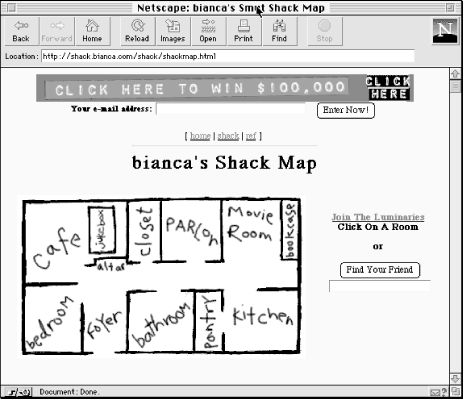 Netscape: bianca's Smut Shack Map
Back Forward Home Reload Images Open Print Find Stop
N
Location: http://shack.bianca.com/shack/shackmap.html
CLICK HERE TO WIN $100,000 CLICK HERE
Your e-mail address: Enter Now!
[ home | shack | ref ]
bianca's Shack Map
cafe
jukebox
altar
closet
PARlOR
Movie Room
bookcase
bedroom
FOYER
bathroom
pantry
kitchen
Join The Luminaries
Click On A Room
or
Find Your Friend
Document: Done.